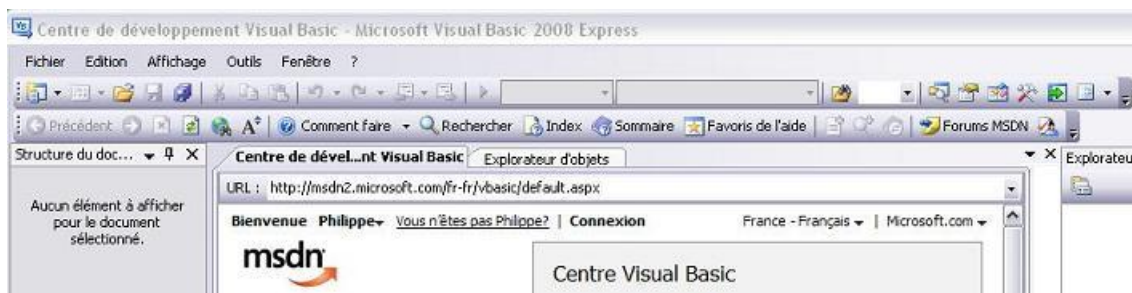 Centre de développement Visual Basic - Microsoft Visual Basic 2008 Express
Fichier Edition Affichage Outils Fenêtre ?
Précédent A Comment faire Rechercher Index Sommaire Favoris de l'aide Forums MSDN
Structure du doc... Centre de dével...nt Visual Basic Explorateur d'objets Explorateu
URL : http://msdn2.microsoft.com/fr-fr/vbasic/default.aspx
Aucun élément à afficher
pour le document
sélectionné.
Bienvenue Philippe Vous n'êtes pas Philippe? | Connexion France - Français | Microsoft.com
msdn
Centre Visual Basic